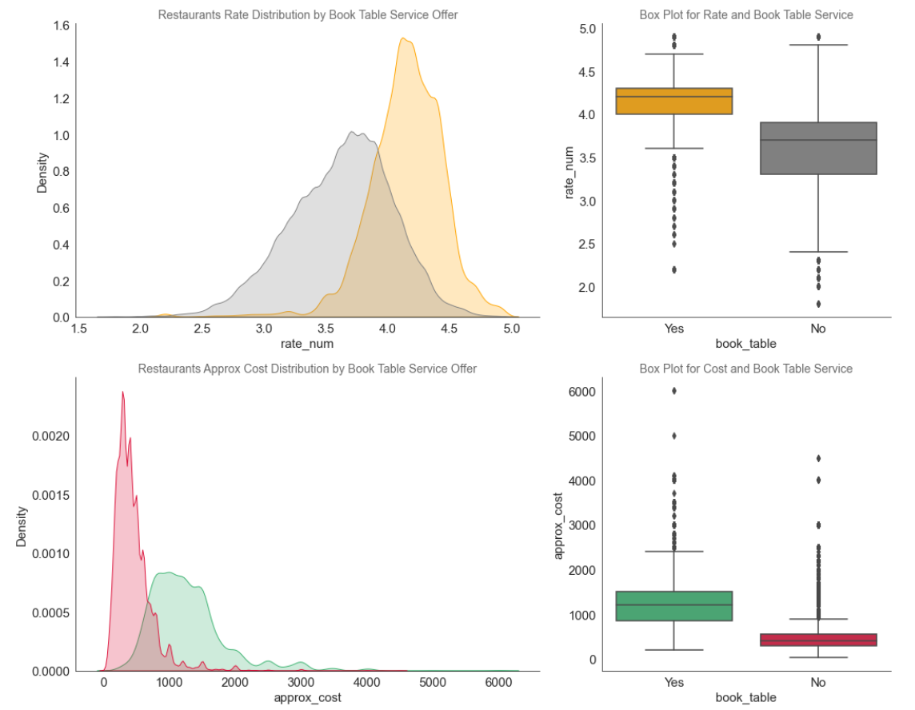 Restaurants Rate Distribution by Book Table Service Offer
1.6
1.4
1.2
1.0
0.8
0.6
0.4
0.2
0.0
Density
1.5 2.0 2.5 3.0 3.5 4.0 4.5 5.0
rate_num
Box Plot for Rate and Book Table Service
5.0
4.5
4.0
3.5
3.0
2.5
2.0
rate_num
Yes No
book_table
Restaurants Approx Cost Distribution by Book Table Service Offer
0.0020
0.0015
0.0010
0.0005
0.0000
Density
0 1000 2000 3000 4000 5000 6000
approx_cost
Box Plot for Cost and Book Table Service
6000
5000
4000
3000
2000
1000
0
approx_cost
Yes No
book_table